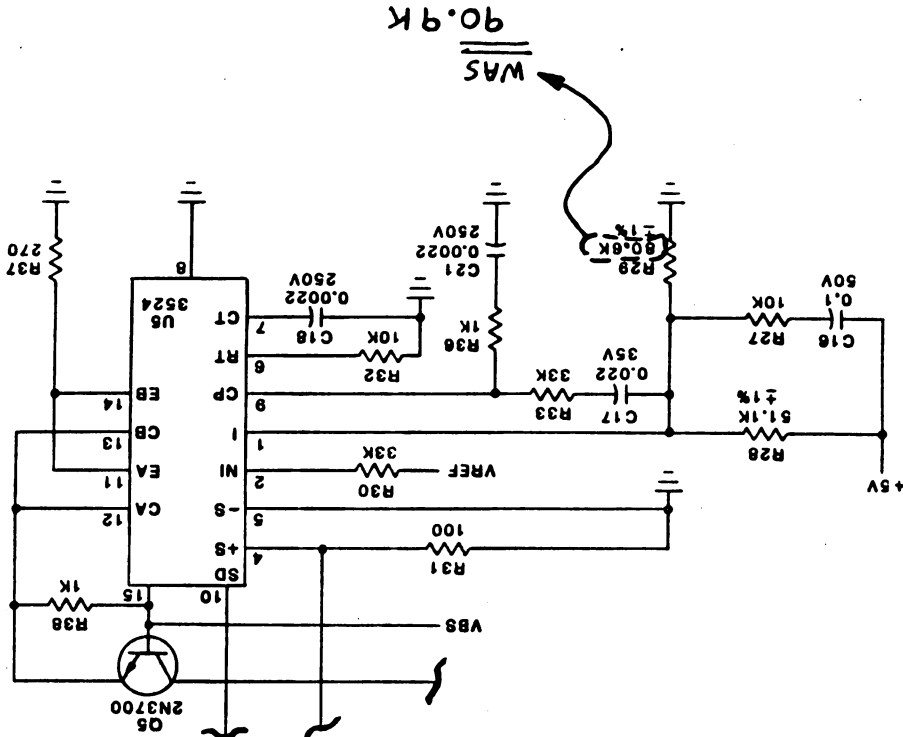 Q5
2N3700
VBS
R38
1K
10
15
SD
R31
100
4
+S
5
-S
CA
12
+5V
VREF
R30
33K
2
NI
EA
11
R28
51.1K
±1%
1
I
CB
13
C17
0.022
35V
R33
33K
9
CP
EB
14
C16
0.1
50V
R27
10K
R36
1K
R32
10K
6
RT
C18
0.0022
250V
7
CT
U5
3524
R29
80.6K
±1%
C21
0.0022
250V
8
R37
270
WAS
90.9K